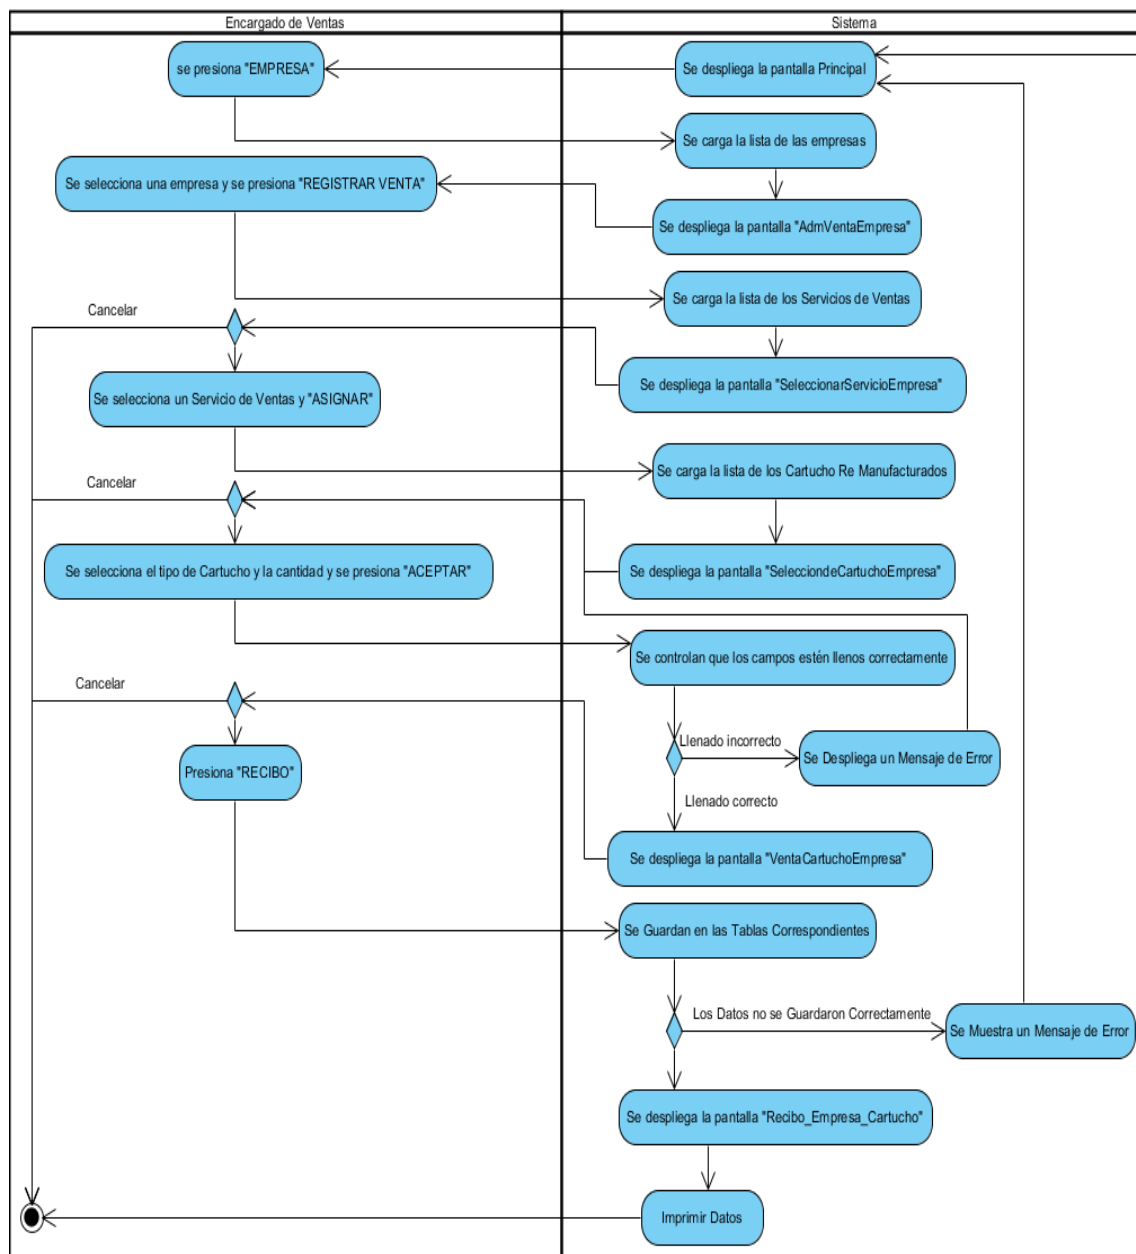 Encargado de Ventas
Sistema
se presiona "EMPRESA"
Se despliega la pantalla Principal
Se carga la lista de las empresas
Se selecciona una empresa y se presiona "REGISTRAR VENTA"
Se despliega la pantalla "AdmVentaEmpresa"
Se carga la lista de los Servicios de Ventas
Cancelar
Se despliega la pantalla "SeleccionarServicioEmpresa"
Se selecciona un Servicio de Ventas y "ASIGNAR"
Se carga la lista de los Cartucho Re Manufacturados
Cancelar
Se selecciona el tipo de Cartucho y la cantidad y se presiona "ACEPTAR"
Se despliega la pantalla "SelecciondeCartuchoEmpresa"
Se controlan que los campos estén llenos correctamente
Cancelar
Llenado incorrecto
Se Despliega un Mensaje de Error
Presiona "RECIBO"
Llenado correcto
Se despliega la pantalla "VentaCartuchoEmpresa"
Se Guardan en las Tablas Correspondientes
Los Datos no se Guardaron Correctamente
Se Muestra un Mensaje de Error
Se despliega la pantalla "Recibo_Empresa_Cartucho"
Imprimir Datos